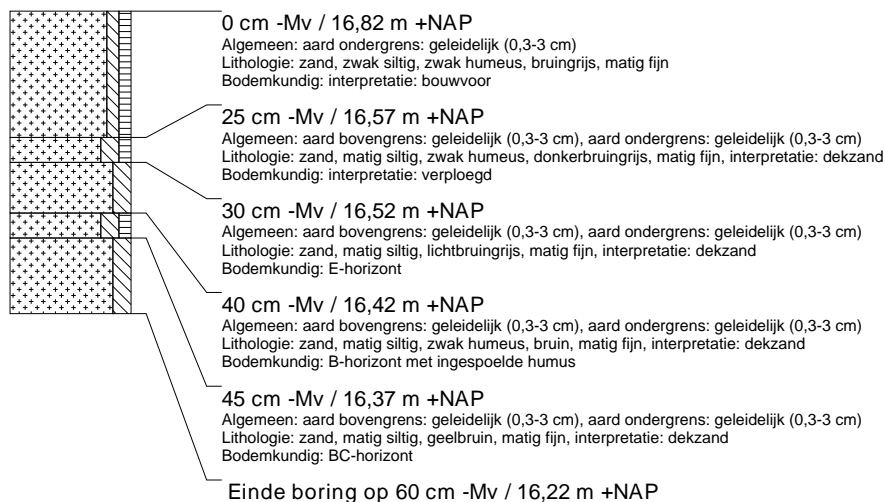 0 cm -Mv / 16,82 m +NAP
Algemeen: aard ondergrens: geleidelijk (0,3-3 cm)
Lithologie: zand, zwak siltig, zwak humeus, bruingrijs, matig fijn
Bodemkundig: interpretatie: bouwvoor
25 cm -Mv / 16,57 m +NAP
Algemeen: aard bovengrens: geleidelijk (0,3-3 cm), aard ondergrens: geleidelijk (0,3-3 cm)
Lithologie: zand, matig siltig, zwak humeus, donkerbruingrijs, matig fijn, interpretatie: dekzand
Bodemkundig: interpretatie: verploegd
30 cm -Mv / 16,52 m +NAP
Algemeen: aard bovengrens: geleidelijk (0,3-3 cm), aard ondergrens: geleidelijk (0,3-3 cm)
Lithologie: zand, matig siltig, lichtbruingrijs, matig fijn, interpretatie: dekzand
Bodemkundig: E-horizont
40 cm -Mv / 16,42 m +NAP
Algemeen: aard bovengrens: geleidelijk (0,3-3 cm), aard ondergrens: geleidelijk (0,3-3 cm)
Lithologie: zand, matig siltig, zwak humeus, bruin, matig fijn, interpretatie: dekzand
Bodemkundig: B-horizont met ingespoelde humus
45 cm -Mv / 16,37 m +NAP
Algemeen: aard bovengrens: geleidelijk (0,3-3 cm), aard ondergrens: geleidelijk (0,3-3 cm)
Lithologie: zand, matig siltig, geelbruin, matig fijn, interpretatie: dekzand
Bodemkundig: BC-horizont
Einde boring op 60 cm -Mv / 16,22 m +NAP